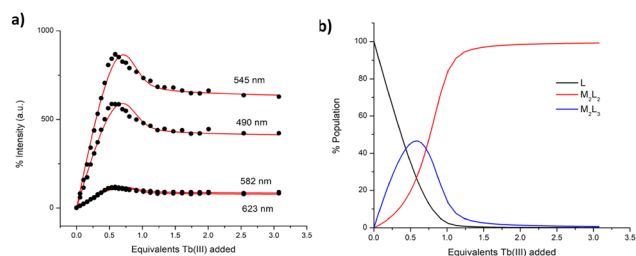 a)
1000
750
500
250
0
% Intensity (a.u.)
545 nm
490 nm
582 nm
623 nm
0.0 0.5 1.0 1.5 2.0 2.5 3.0 3.5
Equivalents Tb(III) added
b)
100
80
60
40
20
0
% Population
L
M₂L₂
M₂L₃
0.0 0.5 1.0 1.5 2.0 2.5 3.0 3.5
Equivalents Tb(III) added